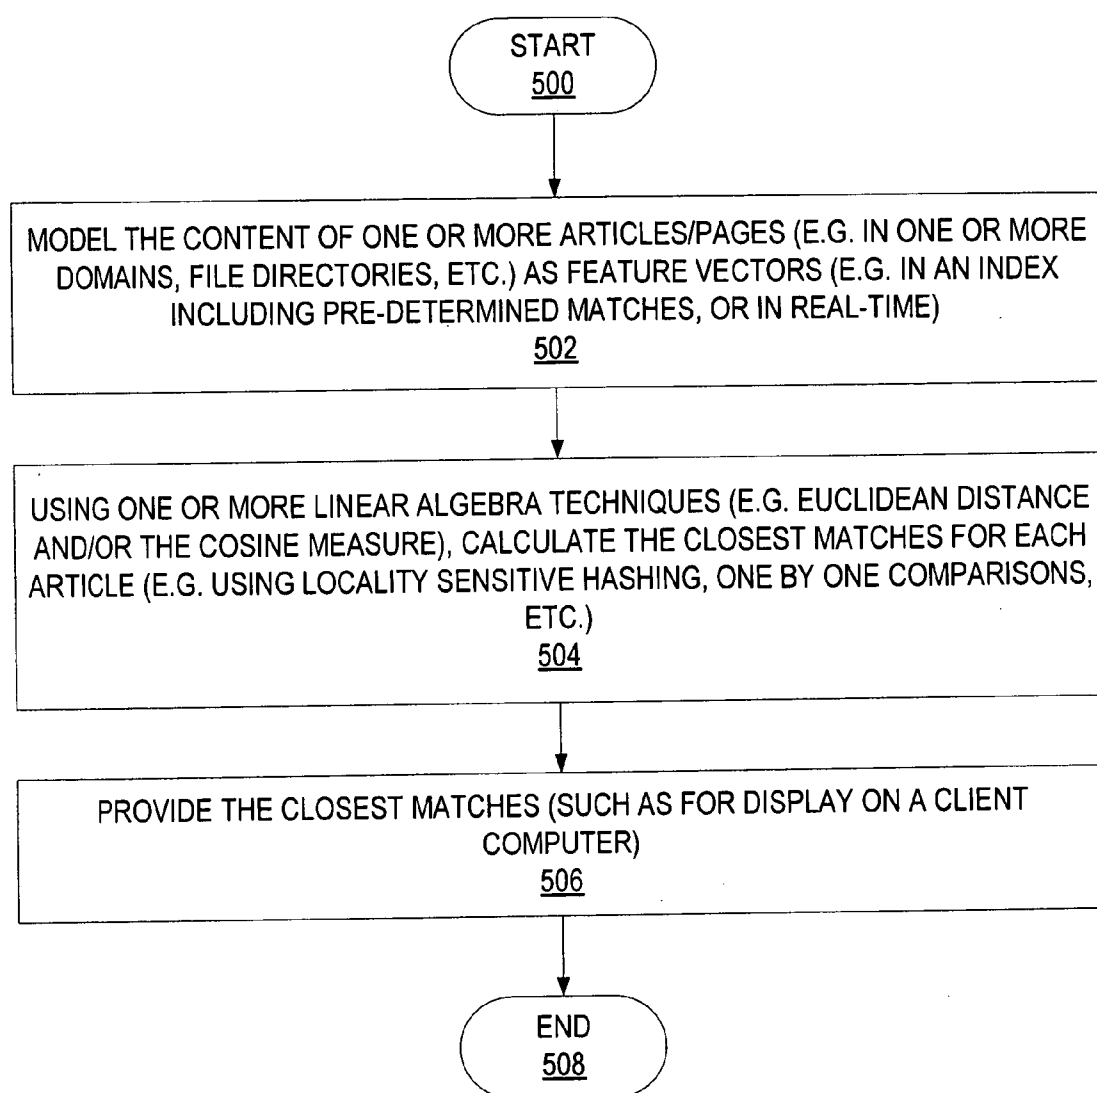 START
500
MODEL THE CONTENT OF ONE OR MORE ARTICLES/PAGES (E.G. IN ONE OR MORE
DOMAINS, FILE DIRECTORIES, ETC.) AS FEATURE VECTORS (E.G. IN AN INDEX
INCLUDING PRE-DETERMINED MATCHES, OR IN REAL-TIME)
502
USING ONE OR MORE LINEAR ALGEBRA TECHNIQUES (E.G. EUCLIDEAN DISTANCE
AND/OR THE COSINE MEASURE), CALCULATE THE CLOSEST MATCHES FOR EACH
ARTICLE (E.G. USING LOCALITY SENSITIVE HASHING, ONE BY ONE COMPARISONS,
ETC.)
504
PROVIDE THE CLOSEST MATCHES (SUCH AS FOR DISPLAY ON A CLIENT
COMPUTER)
506
END
508